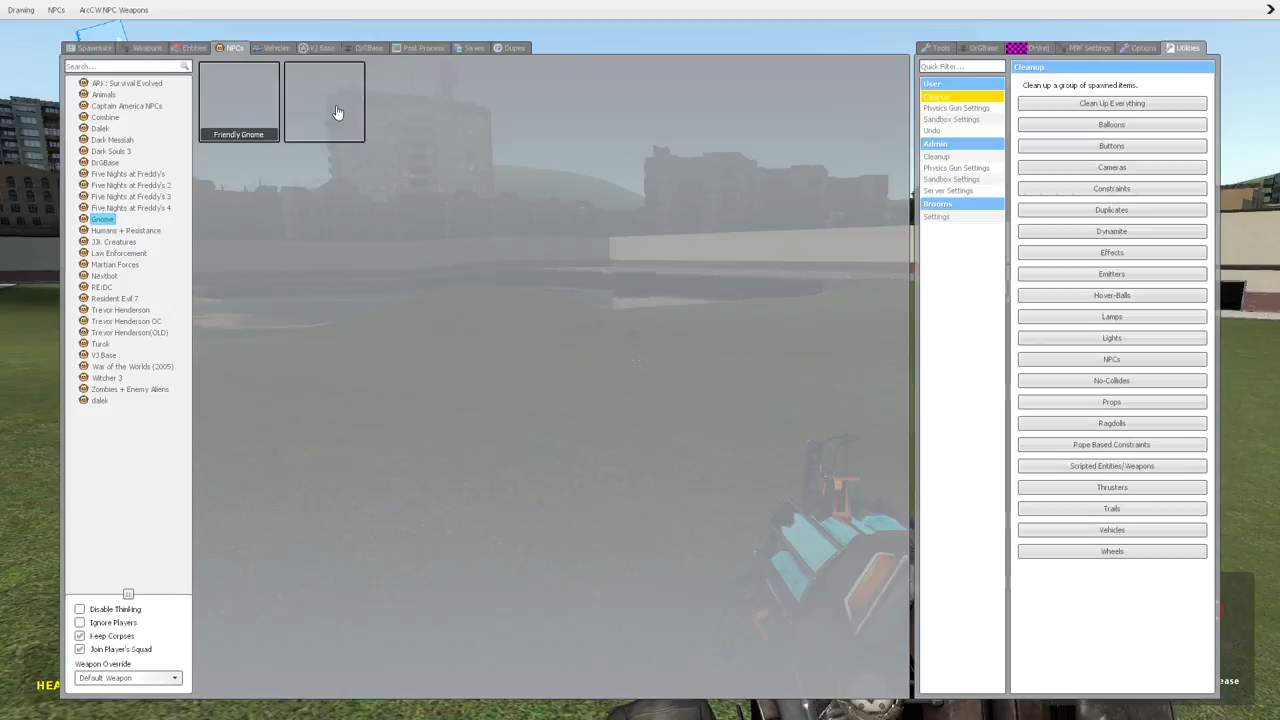 Drawing NPCs ArcCW NPC Weapons
Spawnlists Weapons Entities NPCs Vehicles VJ Base DrGBase Post Process Saves Dupes
Tools DrGBase DrVrej MW Settings Options Utilities
Search...
ARk: Survival Evolved
Animals
Captain America NPCs
Combine
Dalek
Dark Messiah
Dark Souls 3
DrGBase
Five Nights at Freddy's
Five Nights at Freddy's 2
Five Nights at Freddy's 3
Five Nights at Freddy's 4
Gnome
Humans + Resistance
JJk Creatures
Law Enforcement
Martian Forces
Nextbot
RE:DC
Resident Evil 7
Trevor Henderson
Trevor Henderson OC
Trevor Henderson(OLD)
Turok
VJ Base
War of the Worlds (2005)
Witcher 3
Zombies + Enemy Aliens
dalek
Disable Thinking
Ignore Players
Keep Corpses
Join Player's Squad
Weapon Override
Default Weapon
Friendly Gnome
Quick Filter...
User
Cleanup
Physics Gun Settings
Sandbox Settings
Undo
Admin
Cleanup
Physics Gun Settings
Sandbox Settings
Server Settings
Brooms
Settings
Cleanup
Clean up a group of spawned items.
Clean Up Everything
Balloons
Buttons
Cameras
Constraints
Duplicates
Dynamite
Effects
Emitters
Hover-Balls
Lamps
Lights
NPCs
No-Collides
Props
Ragdolls
Rope Based Constraints
Scripted Entities/Weapons
Thrusters
Trails
Vehicles
Wheels
HEA
ease